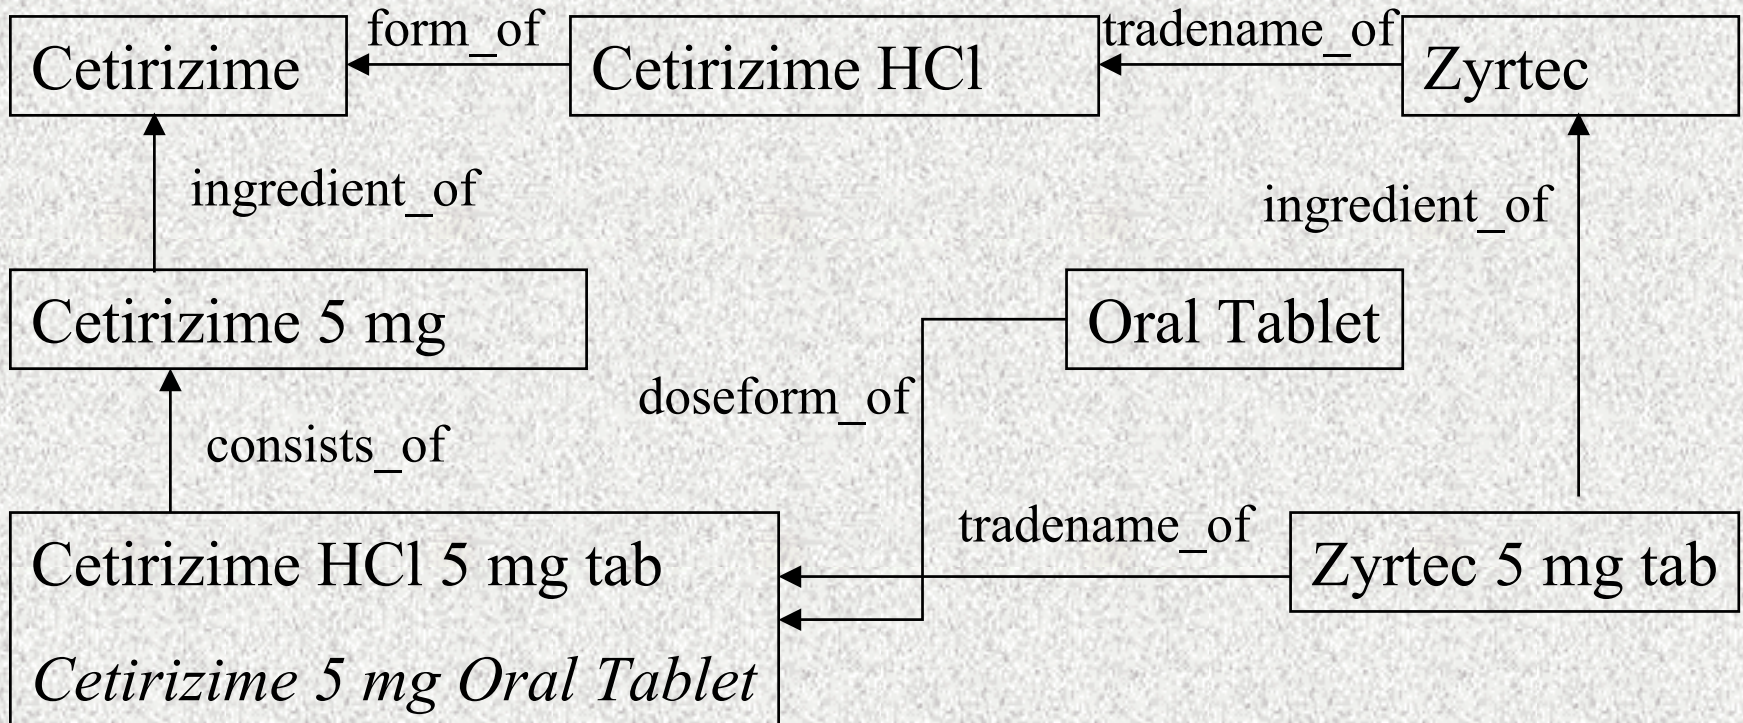 form_of
tradename_of
Cetirizime
Cetirizime HCl
Zyrtec
ingredient_of
ingredient_of
Cetirizime 5 mg
Oral Tablet
doseform_of
consists_of
tradename_of
Cetirizime HCl 5 mg tab
Zyrtec 5 mg tab
Cetirizime 5 mg Oral Tablet